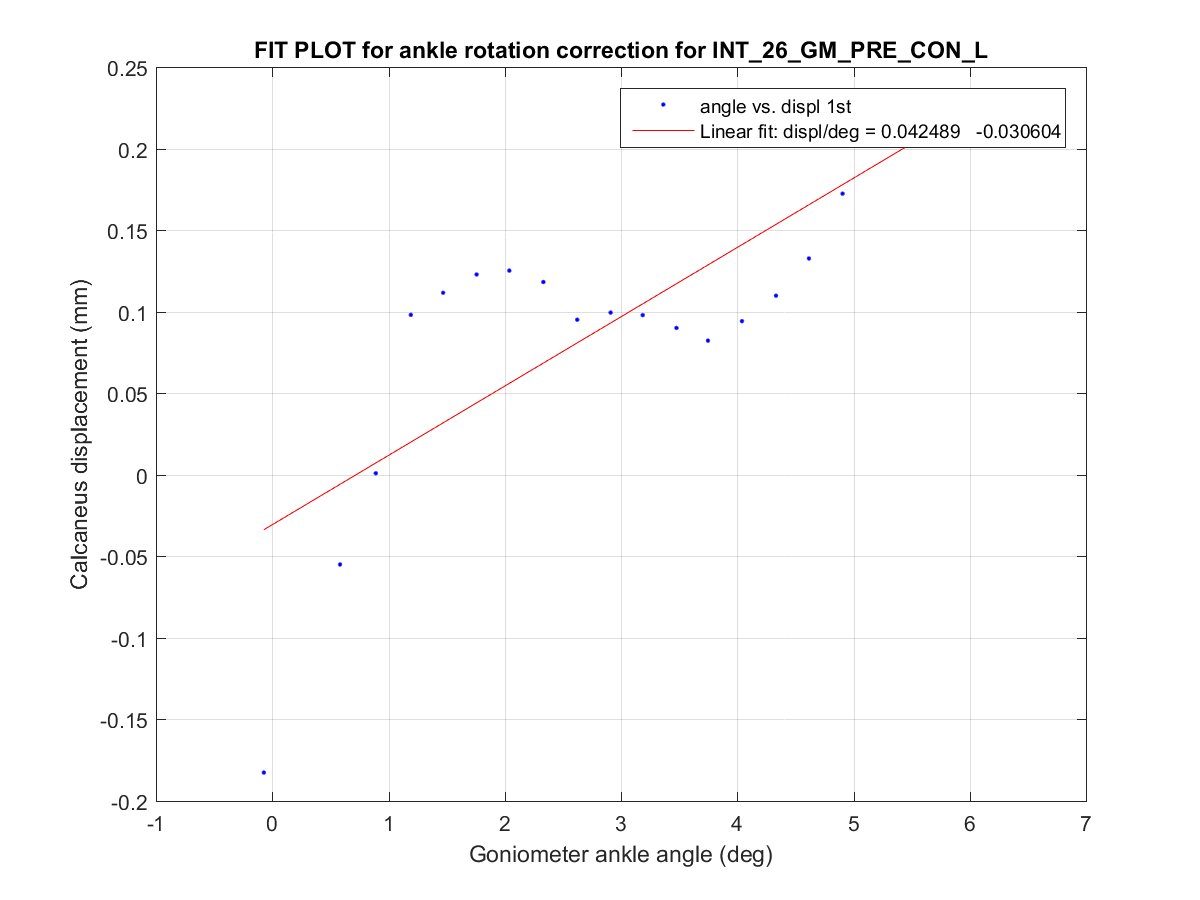 FIT PLOT for ankle rotation correction for INT_26_GM_PRE_CON_L
0.25
angle vs. displ 1st
Linear fit: displ/deg = 0.042489   -0.030604
0.2
0.15
0.1
0.05
0
-0.05
-0.1
-0.15
-0.2
Calcaneus displacement (mm)
-1 0 1 2 3 4 5 6 7
Goniometer ankle angle (deg)